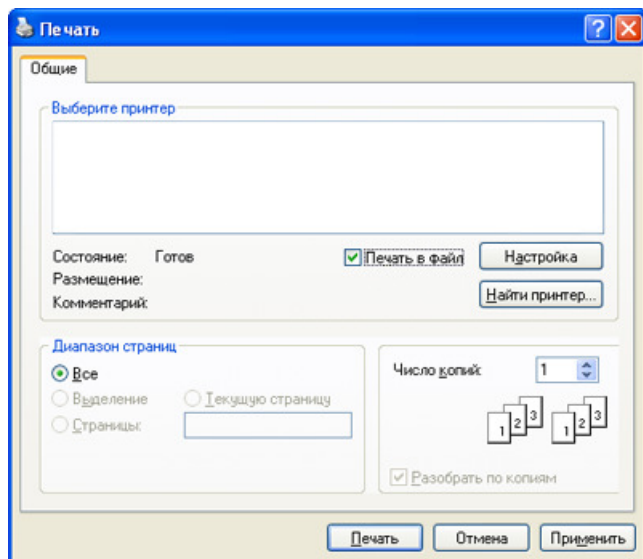 Печать
Общие
Выберите принтер
Состояние: Готов
Печать в файл
Настройка
Размещение:
Комментарий:
Найти принтер...
Диапазон страниц
Все
Выделение
Текущую страницу
Страницы:
Число копий:
1
1 2 3 1 2 3
Разобрать по копиям
Печать
Отмена
Применить